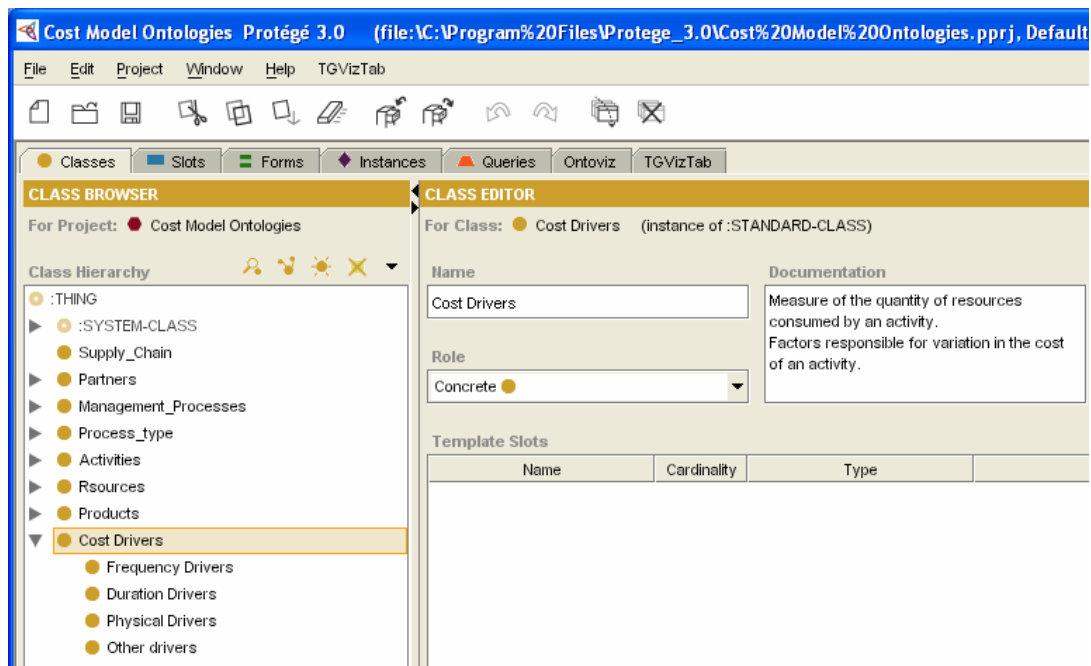 Cost Model Ontologies Protégé 3.0 (file:\C:\Program%20Files\Protege_3.0\Cost%20Model%20Ontologies.pprj, Default
File Edit Project Window Help TGVizTab
Classes Slots Forms Instances Queries Ontoviz TGVizTab
CLASS BROWSER
For Project: Cost Model Ontologies
Class Hierarchy
:THING
:SYSTEM-CLASS
Supply_Chain
Partners
Management_Processes
Process_type
Activities
Rsources
Products
Cost Drivers
Frequency Drivers
Duration Drivers
Physical Drivers
Other drivers
CLASS EDITOR
For Class: Cost Drivers (instance of :STANDARD-CLASS)
Name
Cost Drivers
Role
Concrete
Documentation
Measure of the quantity of resources
consumed by an activity.
Factors responsible for variation in the cost
of an activity.
Template Slots
Name Cardinality Type